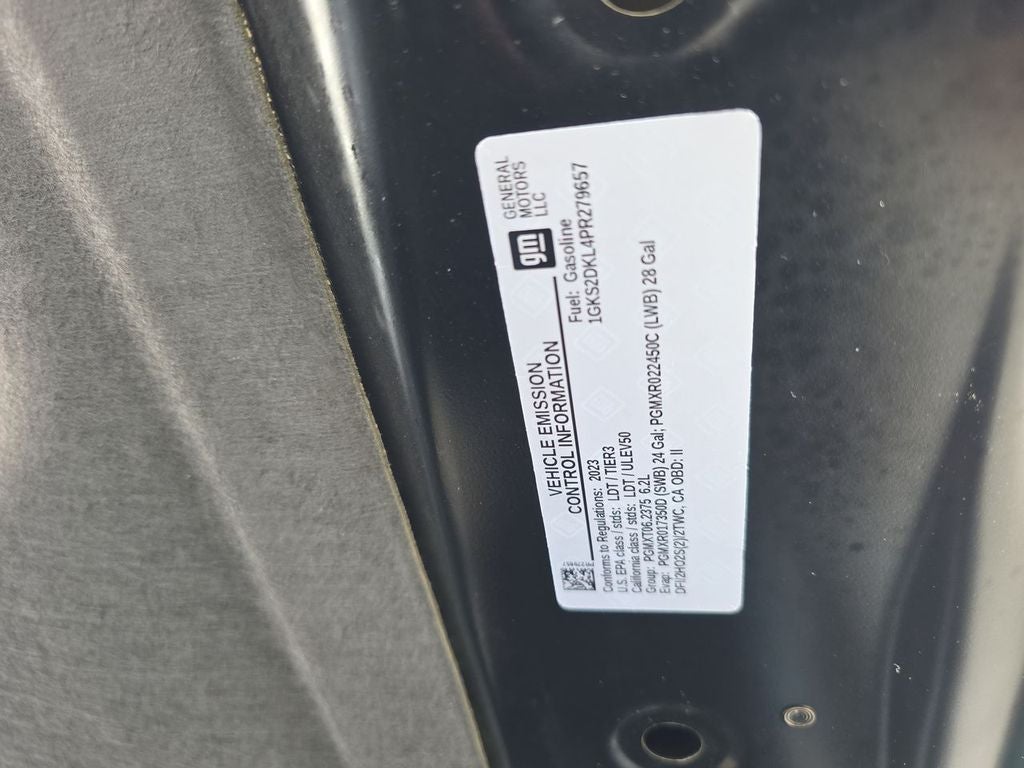 VEHICLE EMISSION
CONTROL INFORMATION
gm
GENERAL
MOTORS
LLC
Fuel: Gasoline
1GKS2DKL4PR279657
Conforms to Regulations: 2023
U.S. EPA class / stds: LDT / TIER3
California class / stds: LDT / ULEV50
Group: PGMXT06.2375 6.2L
Evap: PGMXR017350D (SWB) 24 Gal; PGMXR022450C (LWB) 28 Gal
DFI/2HO2S(2)/2TWC, CA OBD: II